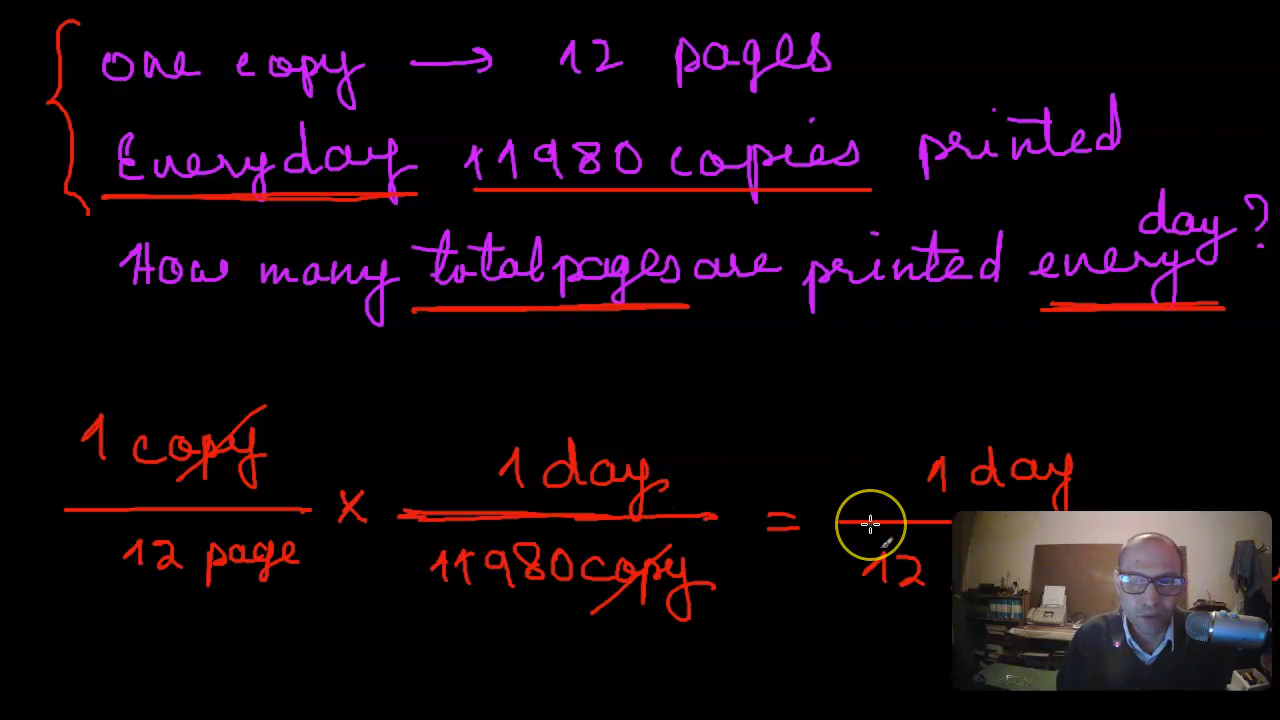 one copy → 12 pages
Everyday 11980 copies printed
How many total pages are printed every day?
1 copy / 12 page × 1 day / 11980 copy = 1 day / 12